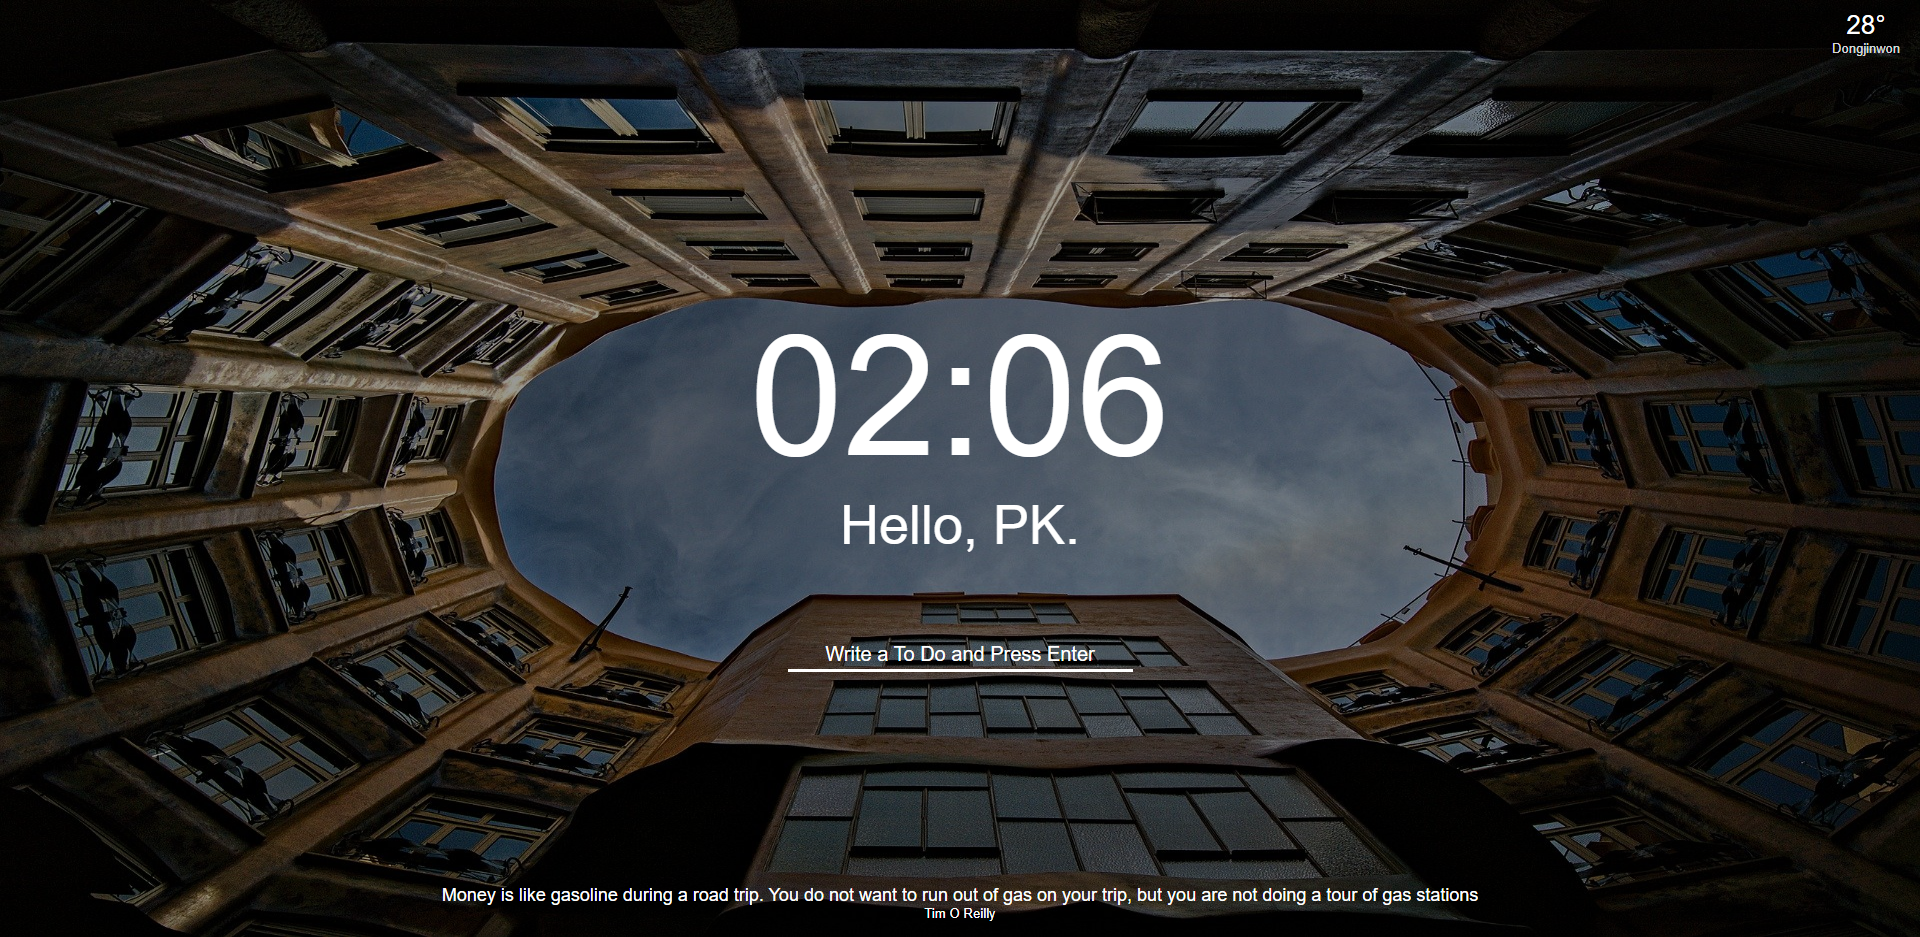 28°
Dongjinwon
02:06
Hello, PK.
Write a To Do and Press Enter
Money is like gasoline during a road trip. You do not want to run out of gas on your trip, but you are not doing a tour of gas stations
Tim O Reilly